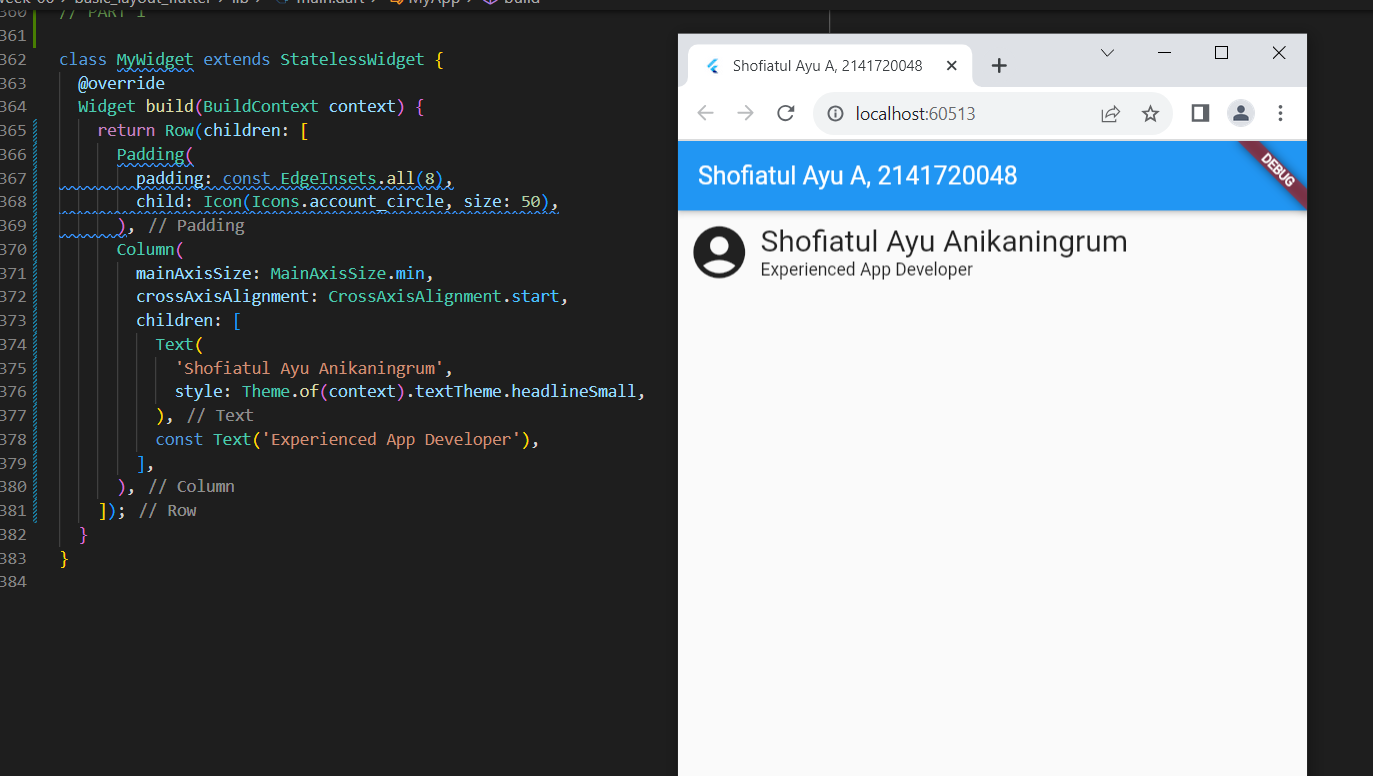 week-06 > basic_layout_flutter > lib > main.dart > MyApp > build
360 // PART 1
361
362 class MyWidget extends StatelessWidget {
363 @override
364 Widget build(BuildContext context) {
365 return Row(children: [
366 Padding(
367 padding: const EdgeInsets.all(8),
368 child: Icon(Icons.account_circle, size: 50),
369 ), // Padding
370 Column(
371 mainAxisSize: MainAxisSize.min,
372 crossAxisAlignment: CrossAxisAlignment.start,
373 children: [
374 Text(
375 'Shofiatul Ayu Anikaningrum',
376 style: Theme.of(context).textTheme.headlineSmall,
377 ), // Text
378 const Text('Experienced App Developer'),
379 ],
380 ), // Column
381 ]); // Row
382 }
383 }
384
Shofiatul Ayu A, 2141720048
localhost:60513
Shofiatul Ayu A, 2141720048
DEBUG
Shofiatul Ayu Anikaningrum
Experienced App Developer